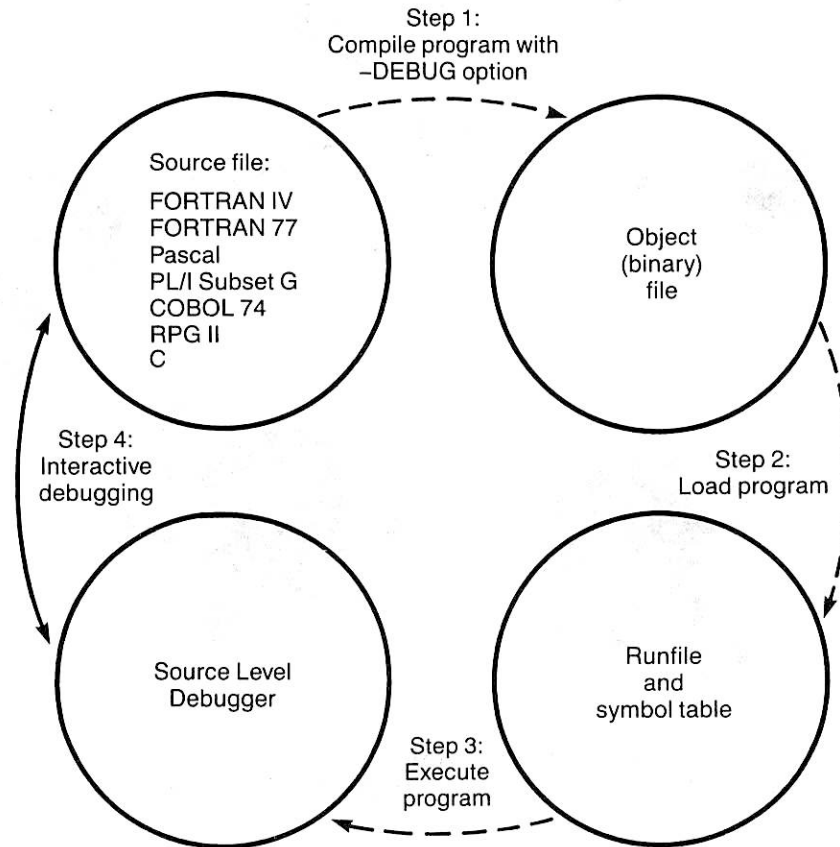 Step 1:
Compile program with
–DEBUG option
Source file:
FORTRAN IV
FORTRAN 77
Pascal
PL/I Subset G
COBOL 74
RPG II
C
Object
(binary)
file
Step 4:
Interactive
debugging
Step 2:
Load program
Source Level
Debugger
Runfile
and
symbol table
Step 3:
Execute
program